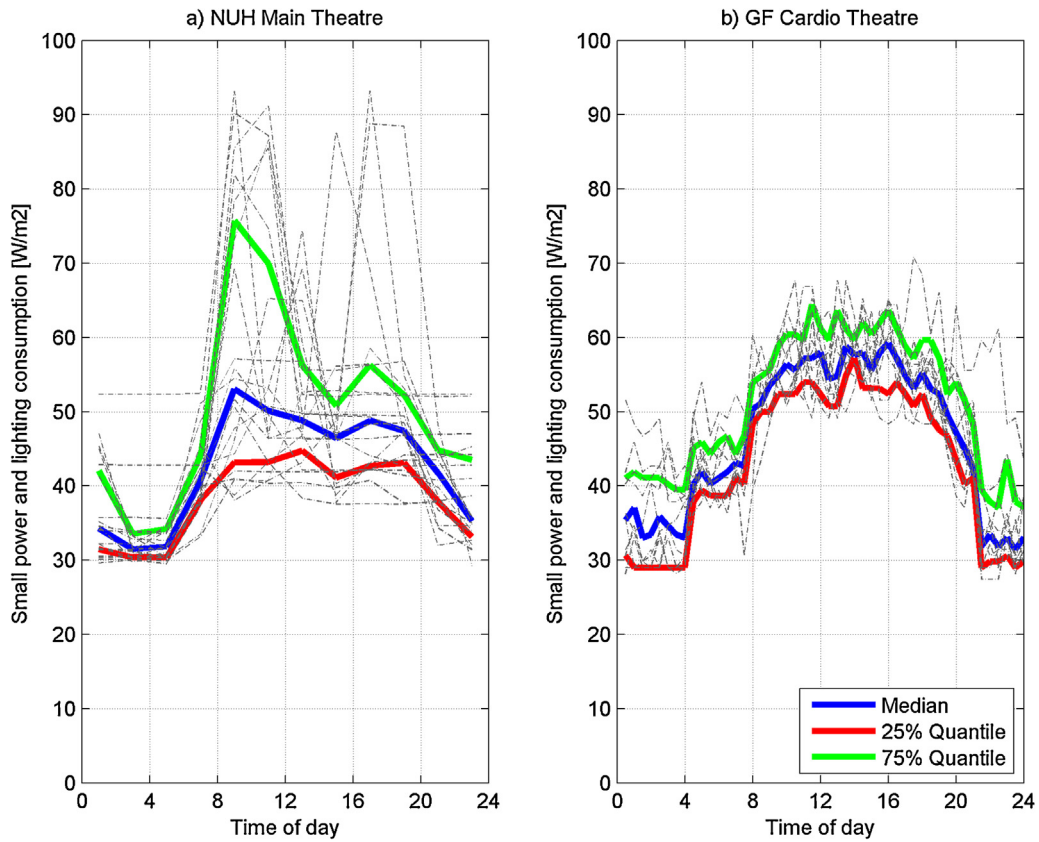 a) NUH Main Theatre
100
90
80
70
60
50
40
30
20
10
0
Small power and lighting consumption [W/m2]
0 4 8 12 16 20 24
Time of day
b) GF Cardio Theatre
100
90
80
70
60
50
40
30
20
10
0
Small power and lighting consumption [W/m2]
Median
25% Quantile
75% Quantile
0 4 8 12 16 20 24
Time of day